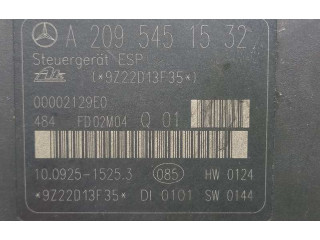 A 209 545 15 32
Steuergerät ESP
Ate (*9Z22D13F35*)
00002129E0
484 FD02M04 Q 01
10.0925-1525.3 085 HW 0124
*9Z22D13F35* DI 0101 SW 0144